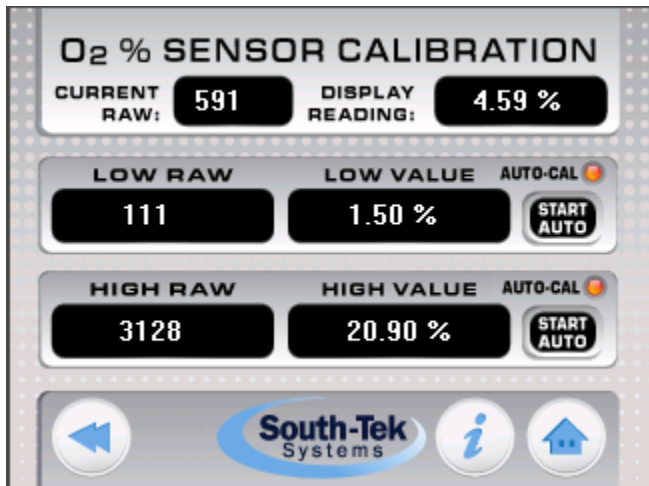 O2 % SENSOR CALIBRATION
CURRENT RAW: 591 DISPLAY READING: 4.59 %
LOW RAW LOW VALUE AUTO-CAL
111 1.50 % START AUTO
HIGH RAW HIGH VALUE AUTO-CAL
3128 20.90 % START AUTO
South-Tek
Systems
i